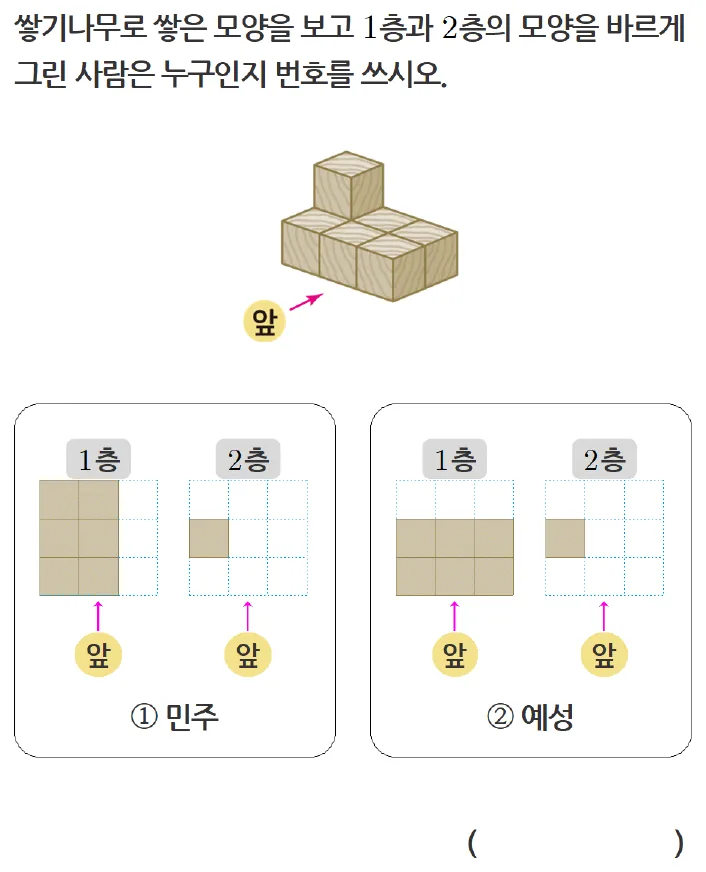 쌓기나무로 쌓은 모양을 보고 1층과 2층의 모양을 바르게
그린 사람은 누구인지 번호를 쓰시오.
앞
1층 2층
앞 앞
① 민주
1층 2층
앞 앞
② 예성
( )